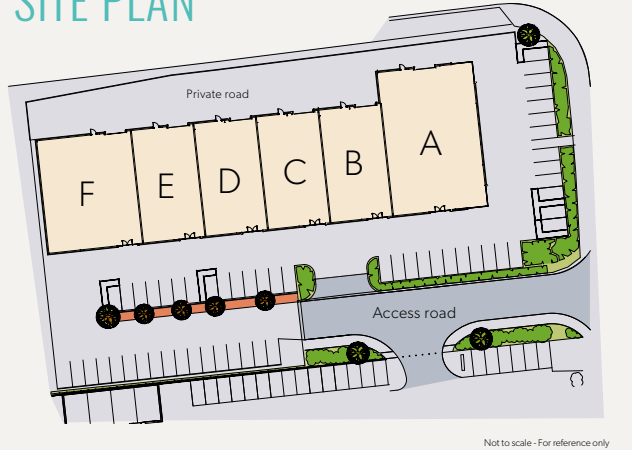 SITE PLAN
Private road
F
E
D
C
B
A
Access road
Not to scale - For reference only